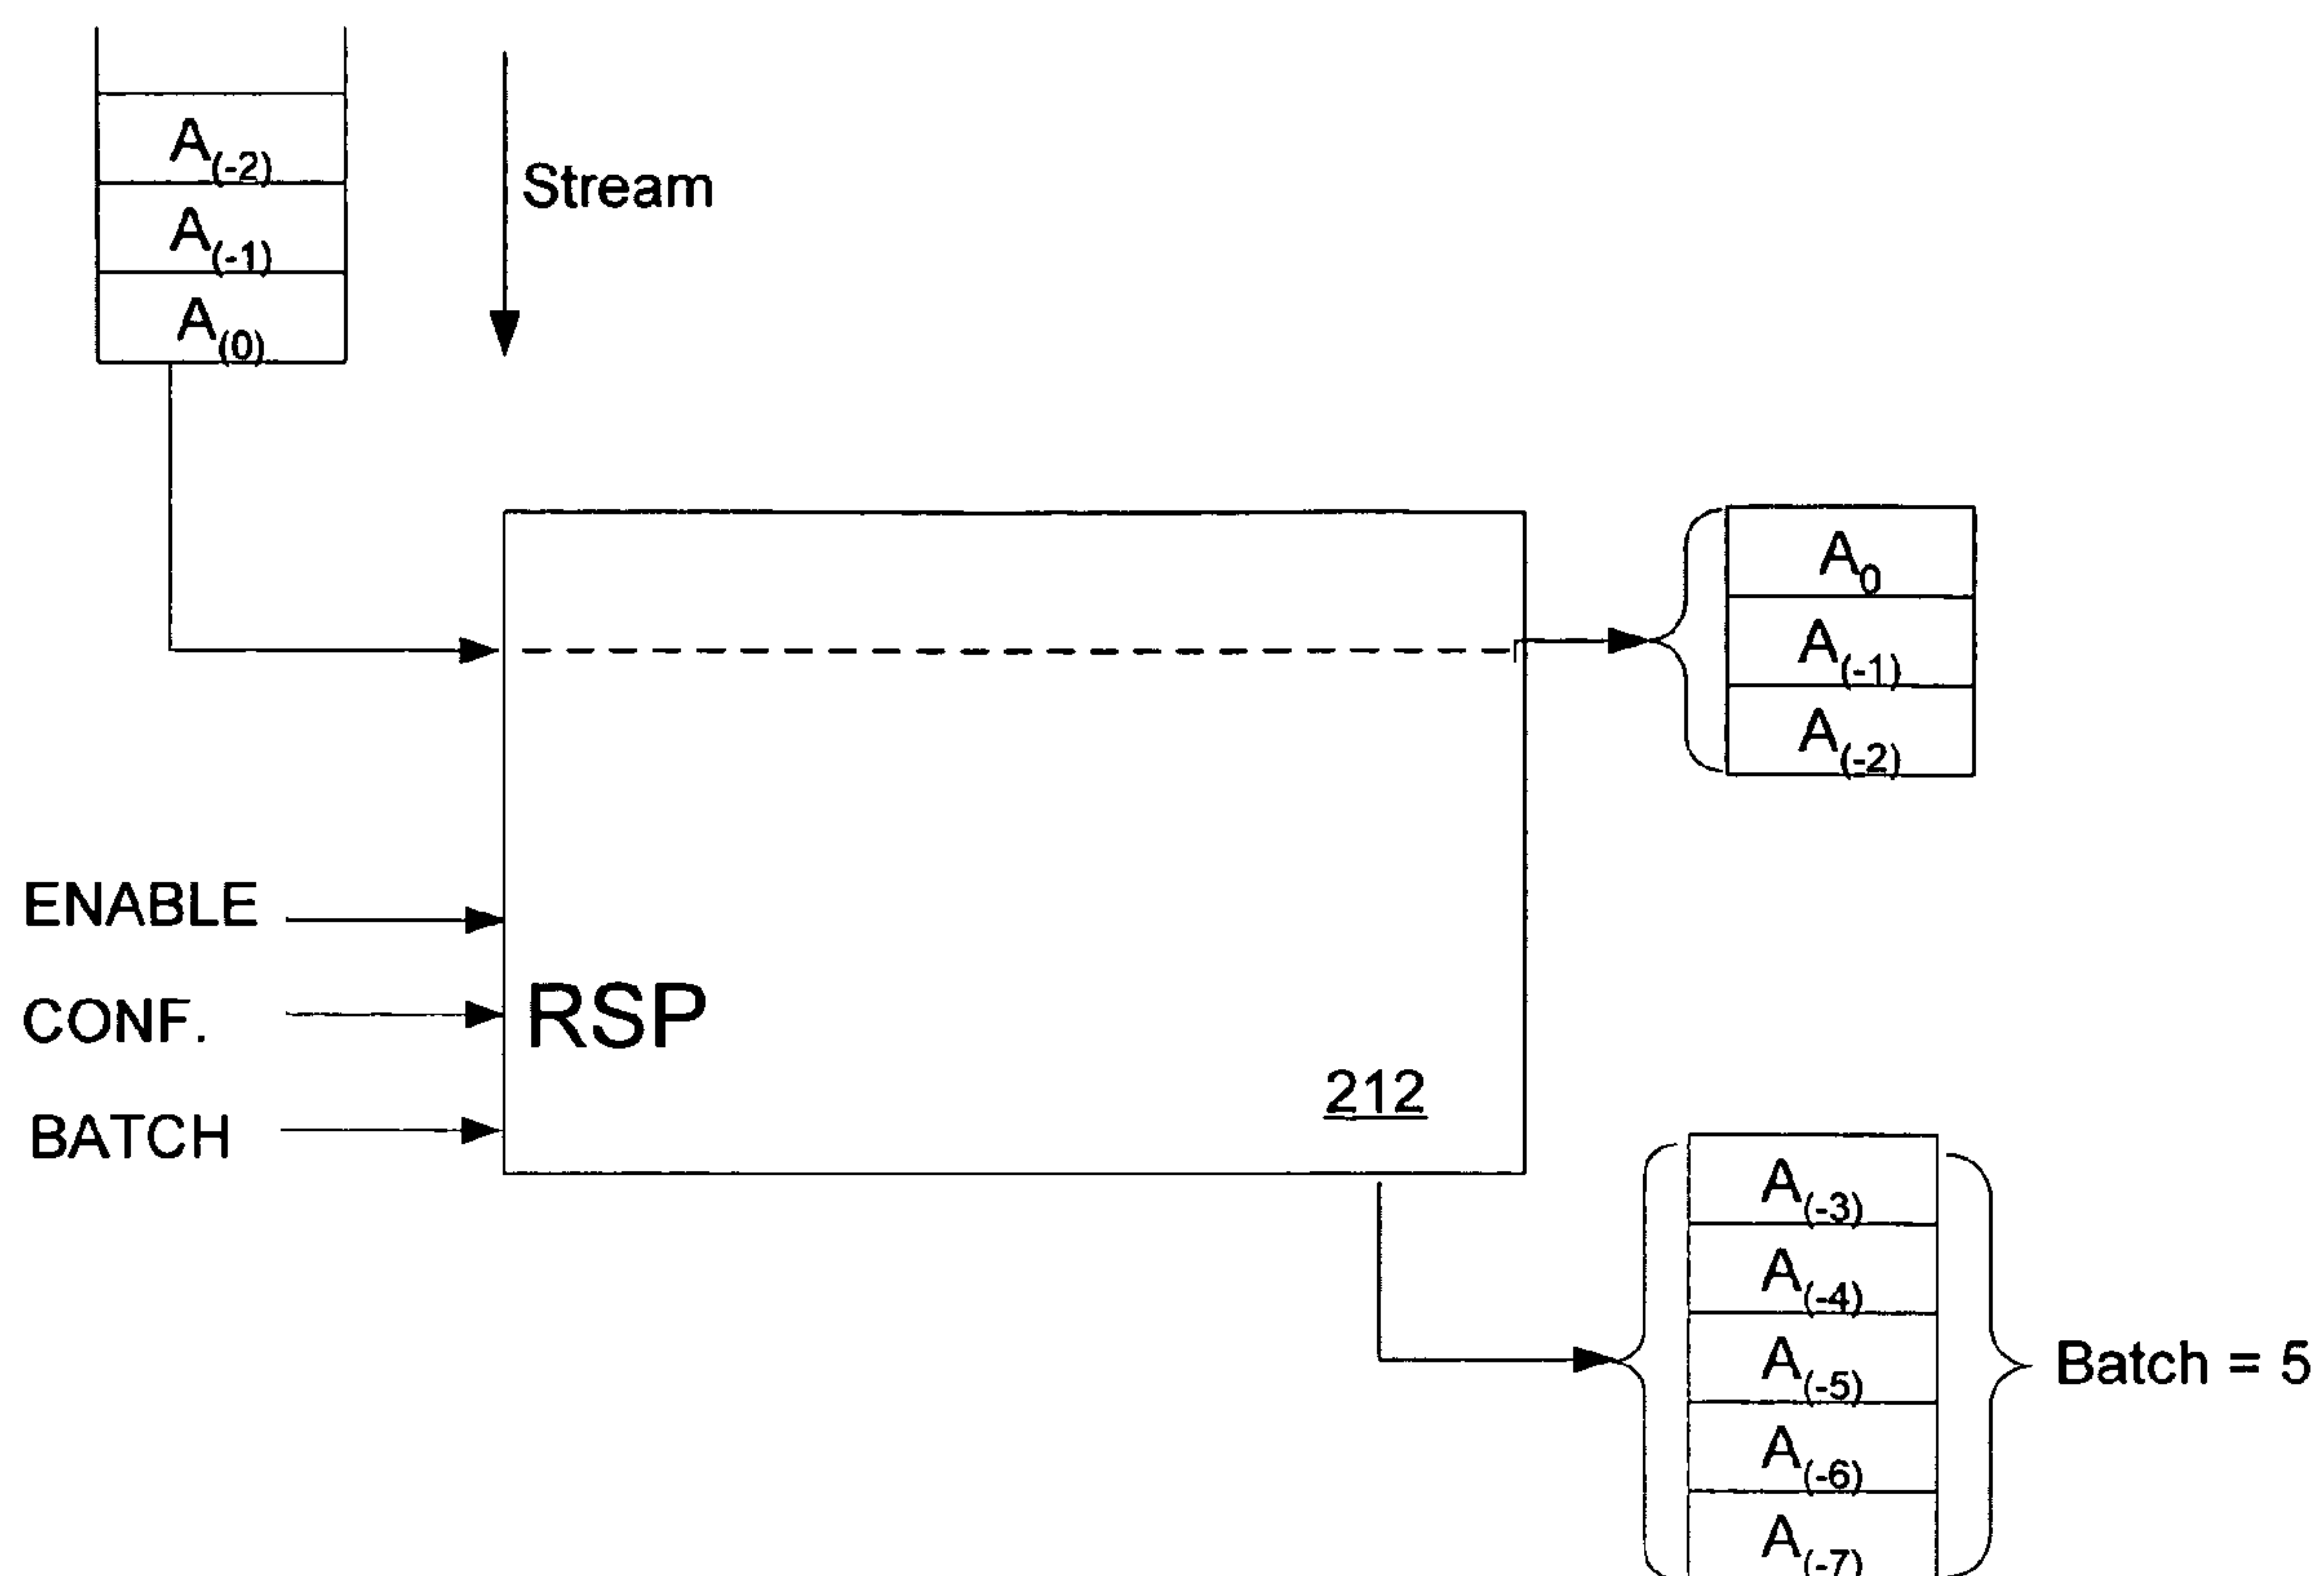 A(-2)
A(-1)
A(0)
Stream
A0
A(-1)
A(-2)
ENABLE
CONF.
BATCH
RSP
212
A(-3)
A(-4)
A(-5)
A(-6)
A(-7)
Batch = 5